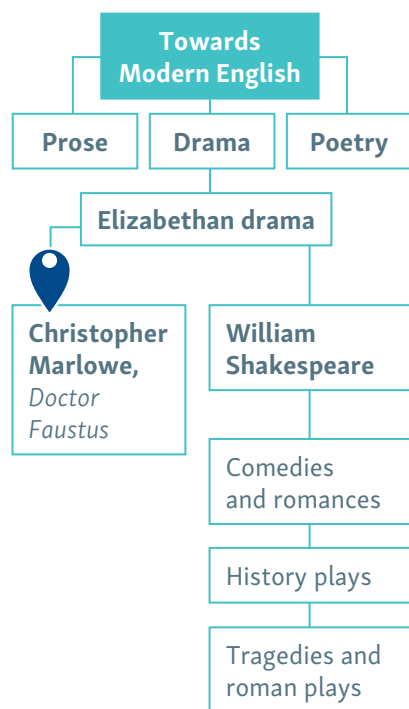 Towards
Modern English
Prose
Drama
Poetry
Elizabethan drama
Christopher
Marlowe,
Doctor
Faustus
William
Shakespeare
Comedies
and romances
History plays
Tragedies and
roman plays